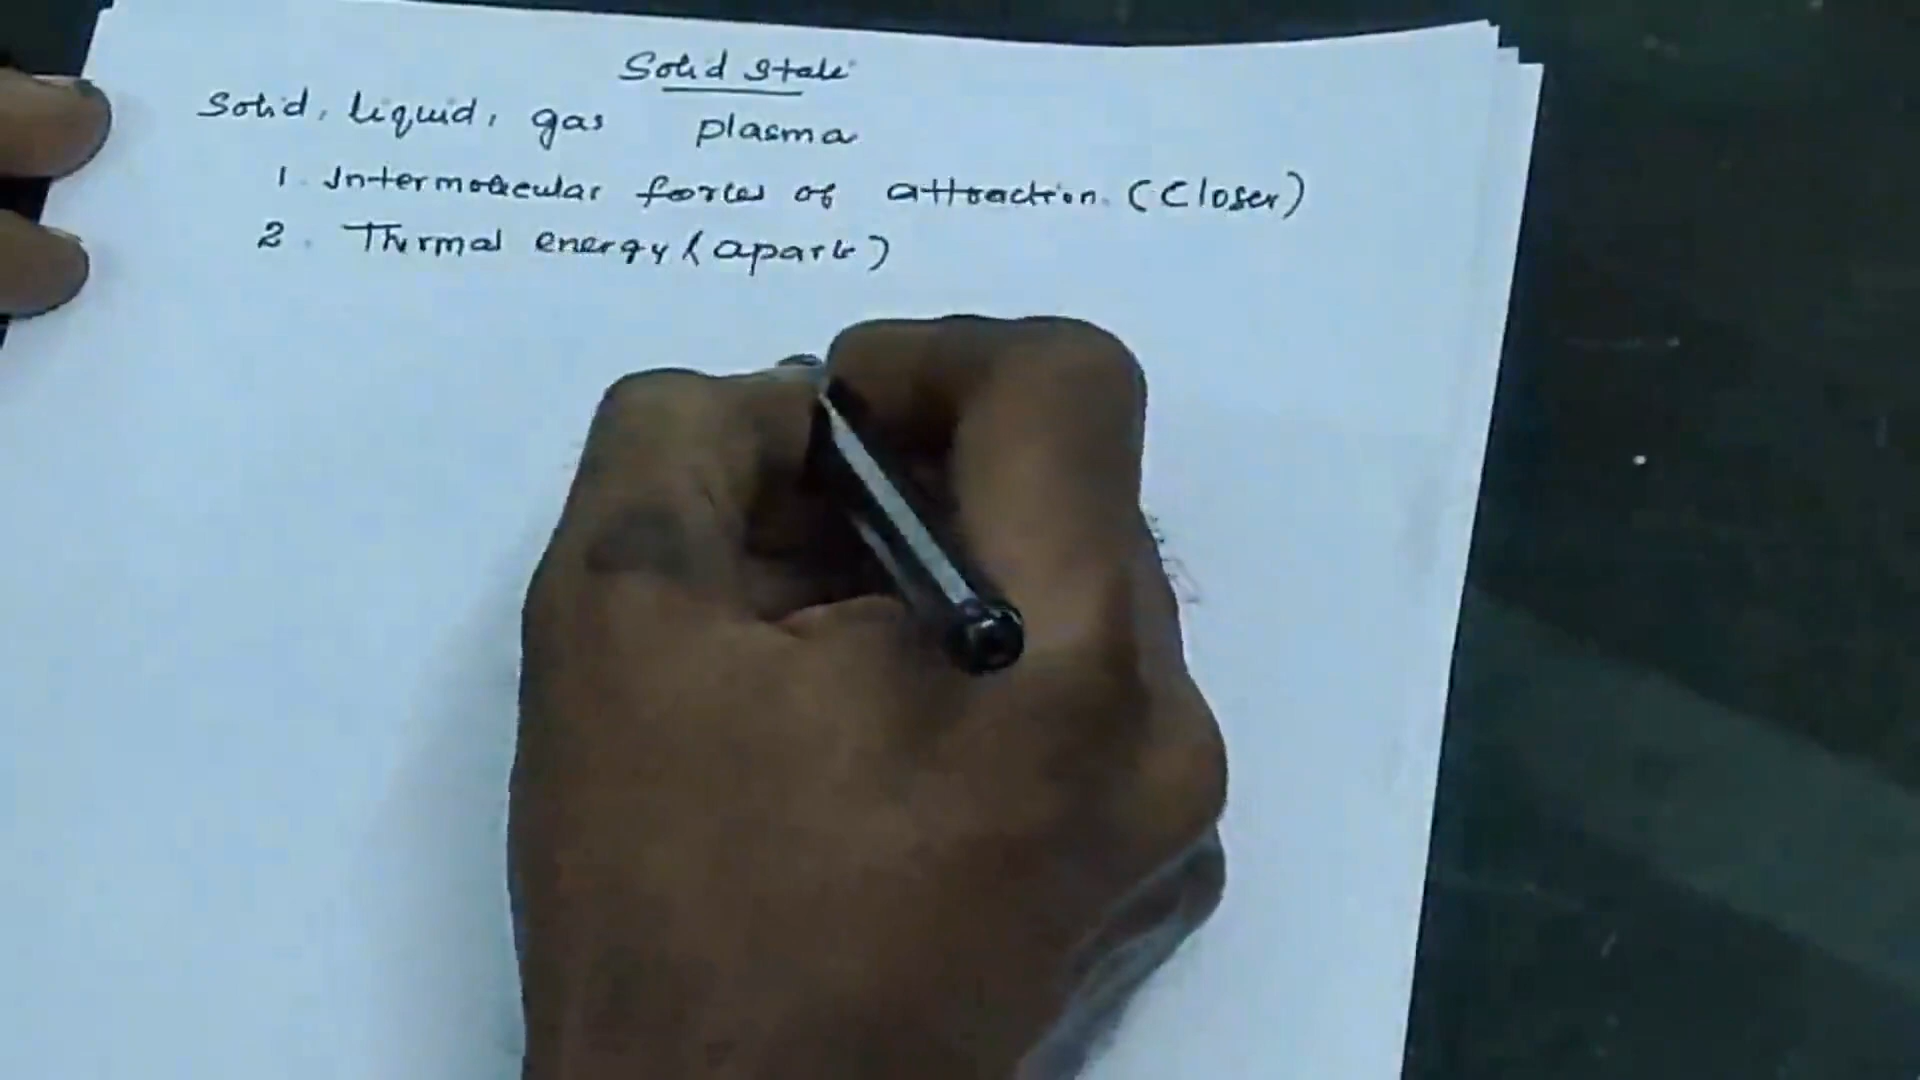 Solid State
Solid, liquid, gas plasma
1. Intermolecular forces of attraction. (Closer)
2. Thermal energy (apart)